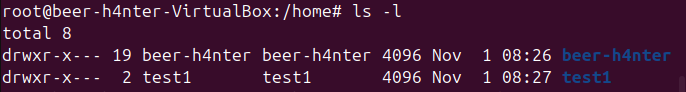 root@beer-h4nter-VirtualBox:/home# ls -l
total 8
drwxr-x--- 19 beer-h4nter beer-h4nter 4096 Nov  1 08:26 beer-h4nter
drwxr-x---  2 test1       test1       4096 Nov  1 08:27 test1